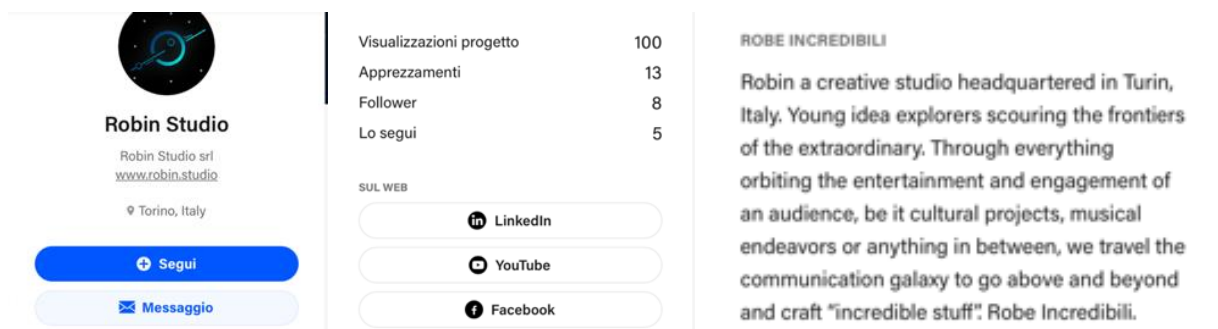 Robin Studio
Robin Studio srl
www.robin.studio
Torino, Italy
Segui
Messaggio
Visualizzazioni progetto 100
Apprezzamenti 13
Follower 8
Lo segui 5
SUL WEB
LinkedIn
YouTube
Facebook
ROBE INCREDIBILI
Robin a creative studio headquartered in Turin,
Italy. Young idea explorers scouring the frontiers
of the extraordinary. Through everything
orbiting the entertainment and engagement of
an audience, be it cultural projects, musical
endeavors or anything in between, we travel the
communication galaxy to go above and beyond
and craft "incredible stuff". Robe Incredibili.